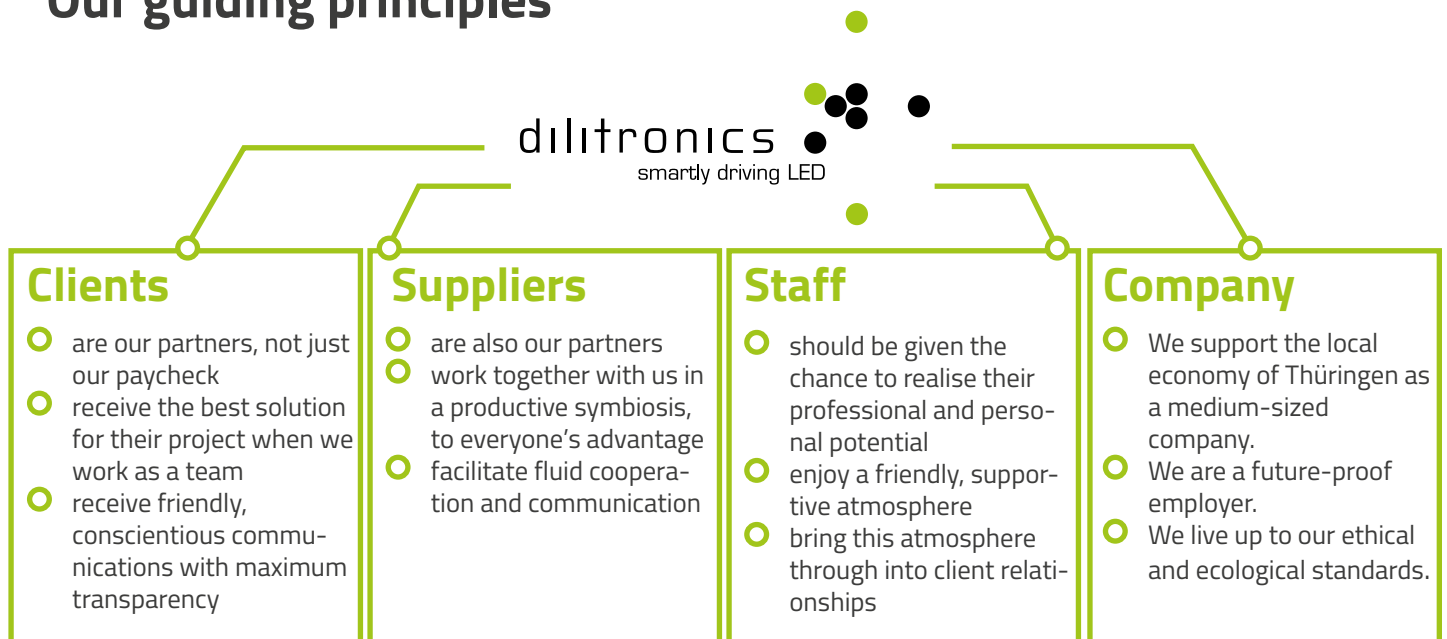 Our guiding principles
dilitronics
smartly driving LED
Clients
are our partners, not just
our paycheck
receive the best solution
for their project when we
work as a team
receive friendly,
conscientious commu-
nications with maximum
transparency
Suppliers
are also our partners
work together with us in
a productive symbiosis,
to everyone’s advantage
facilitate fluid coopera-
tion and communication
Staff
should be given the
chance to realise their
professional and perso-
nal potential
enjoy a friendly, suppor-
tive atmosphere
bring this atmosphere
through into client relati-
onships
Company
We support the local
economy of Thüringen as
a medium-sized
company.
We are a future-proof
employer.
We live up to our ethical
and ecological standards.